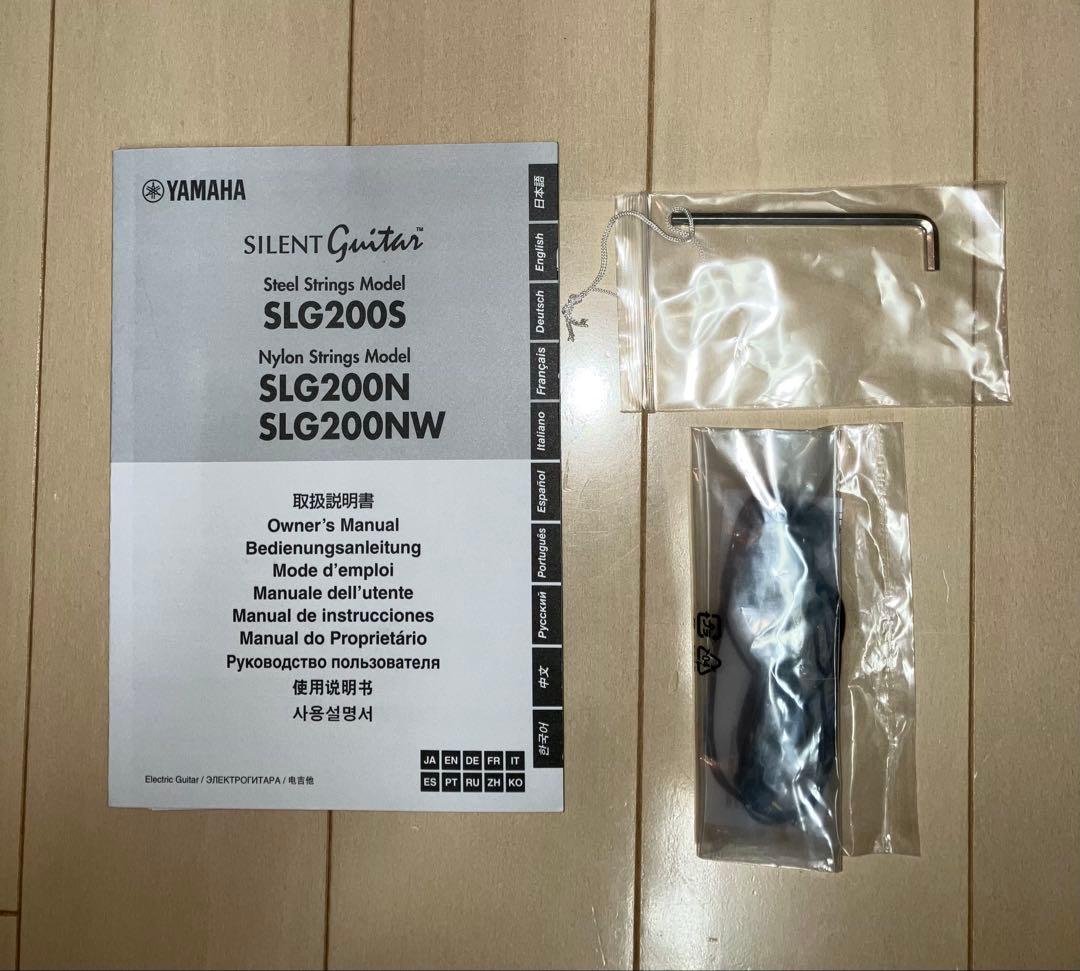 YAMAHA
SILENT Guitar™
Steel Strings Model
SLG200S
Nylon Strings Model
SLG200N
SLG200NW
取扱説明書
Owner's Manual
Bedienungsanleitung
Mode d'emploi
Manuale dell'utente
Manual de instrucciones
Manual do Proprietário
Руководство пользователя
使用说明书
사용설명서
Electric Guitar / ЭЛЕКТРОГИТАРА / 电吉他
JA EN DE FR IT
ES PT RU ZH KO
日本語
English
Deutsch
Français
Italiano
Español
Português
Русский
中文
한국어